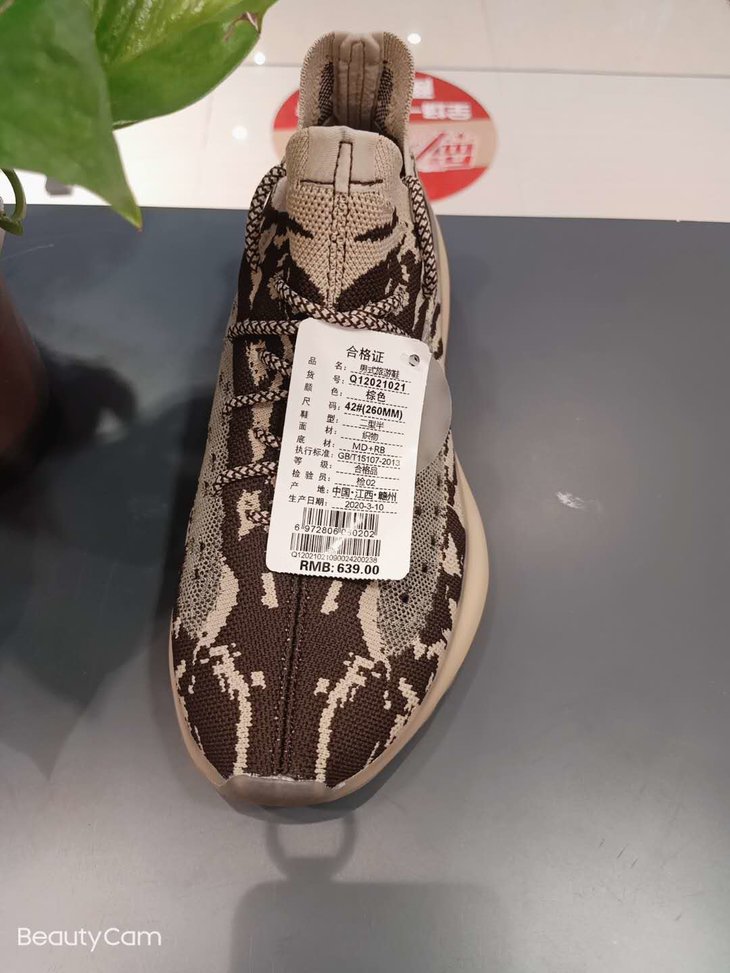 合格证
品名: 男式旅游鞋
货号: Q12021021
颜色: 棕色
尺码: 42#(260MM)
鞋型: 二型半
面材: 织物
底材: MD+RB
执行标准: GB/T15107-2013
等级: 合格品
检验员: 检02
产地: 中国·江西·赣州
生产日期: 2020-3-10
Q12021021090024200238
RMB: 639.00
BeautyCam